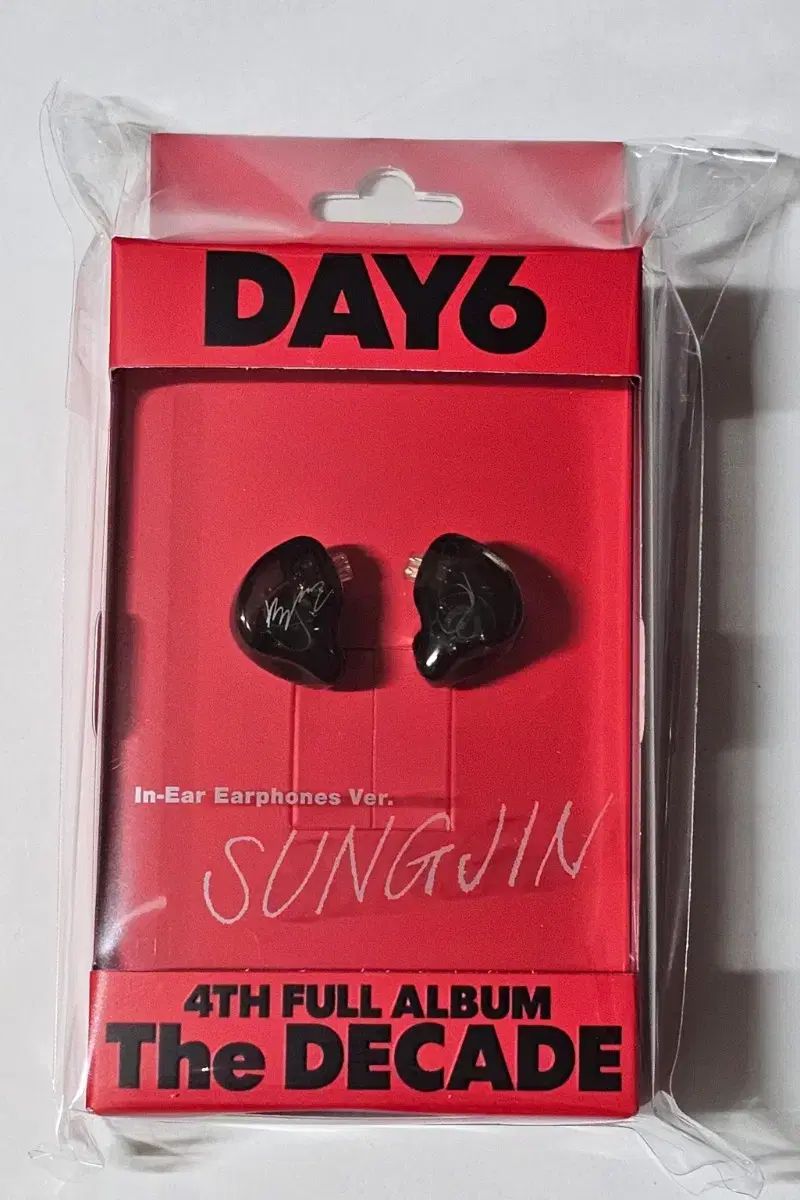 DAY6
In-Ear Earphones Ver.
SUNGJIN
4TH FULL ALBUM
The DECADE